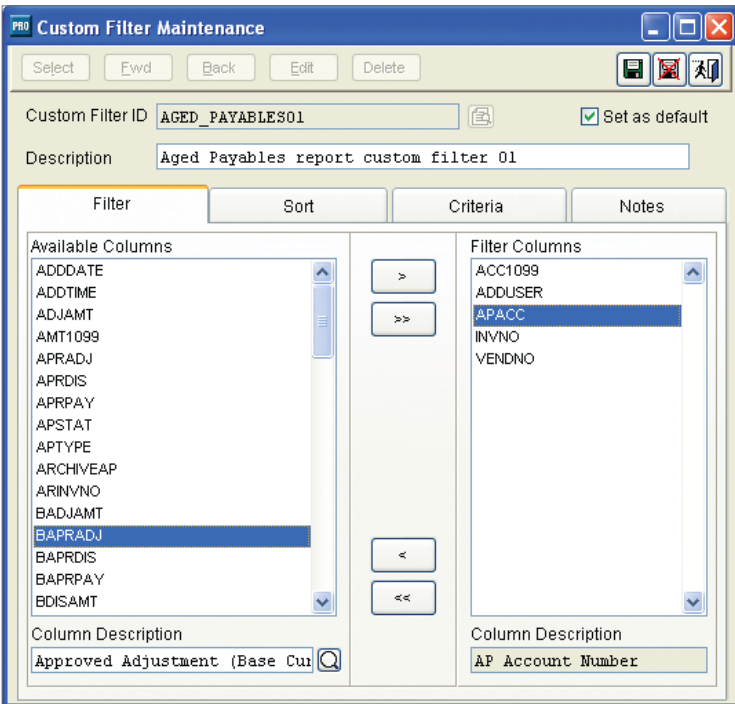 PRO Custom Filter Maintenance
Select Fwd Back Edit Delete
Custom Filter ID AGED_PAYABLES01 Set as default
Description Aged Payables report custom filter 01
Filter Sort Criteria Notes
Available Columns
ADDDATE
ADDTIME
ADJAMT
AMT1099
APRADJ
APRDIS
APRPAY
APSTAT
APTYPE
ARCHIVEAP
ARINVNO
BADJAMT
BAPRADJ
BAPRDIS
BAPRPAY
BDISAMT
Column Description
Approved Adjustment (Base Cur
>
>>
<
<<
Filter Columns
ACC1099
ADDUSER
APACC
INVNO
VENDNO
Column Description
AP Account Number